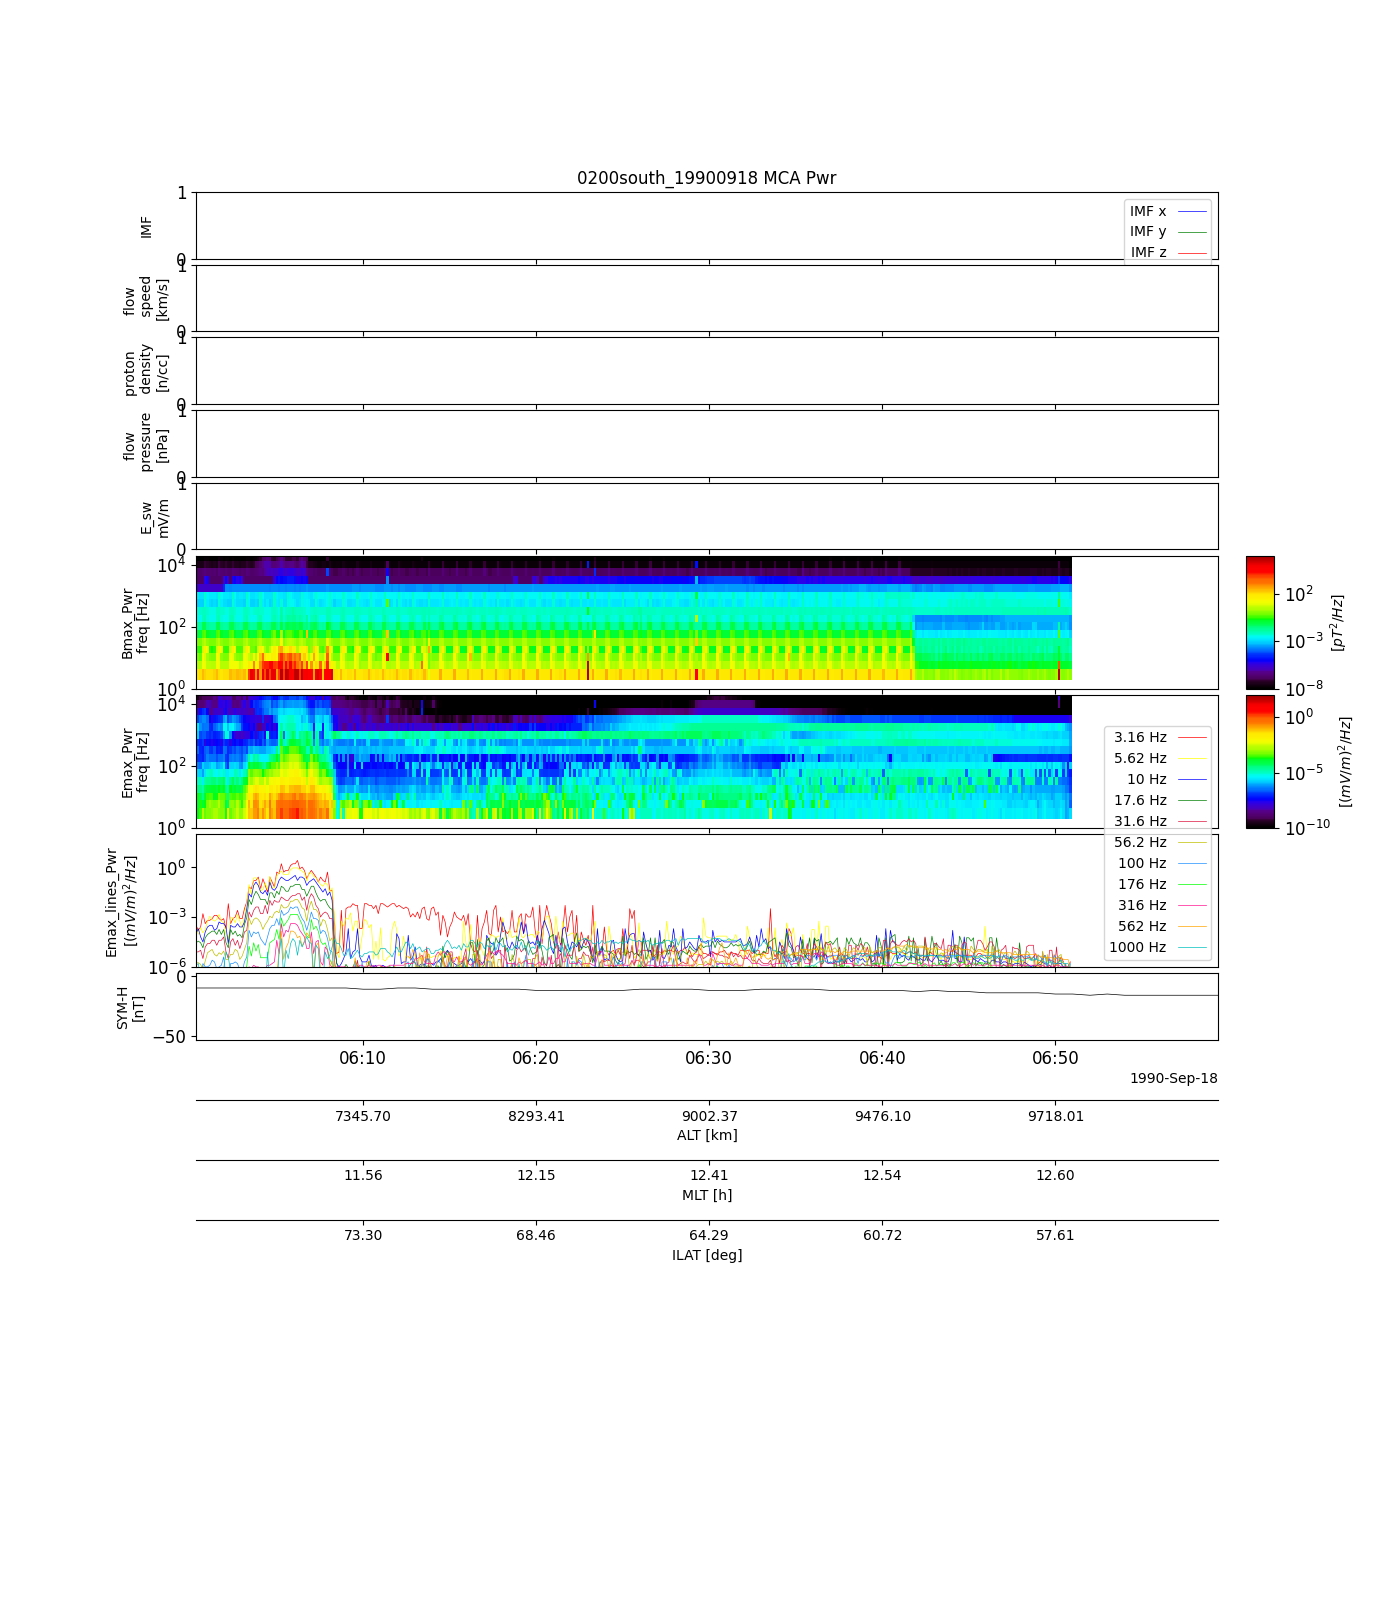 0200south_19900918 MCA Pwr
1
IMF
0
IMF x
IMF y
IMF z
1
flow
speed
[km/s]
0
1
proton
density
[n/cc]
0
1
flow
pressure
[nPa]
0
1
E_sw
mV/m
0
10^4
10^2
10^0
Bmax_Pwr
freq [Hz]
10^2
10^-3
10^-8
[pT^2/Hz]
10^4
10^2
10^0
Emax_Pwr
freq [Hz]
10^0
10^-5
10^-10
[(mV/m)^2/Hz]
3.16 Hz
5.62 Hz
10 Hz
17.6 Hz
31.6 Hz
56.2 Hz
100 Hz
176 Hz
316 Hz
562 Hz
1000 Hz
10^0
10^-3
10^-6
Emax_lines_Pwr
[(mV/m)^2/Hz]
0
−50
SYM-H
[nT]
06:10 06:20 06:30 06:40 06:50
1990-Sep-18
7345.70 8293.41 9002.37 9476.10 9718.01
ALT [km]
11.56 12.15 12.41 12.54 12.60
MLT [h]
73.30 68.46 64.29 60.72 57.61
ILAT [deg]